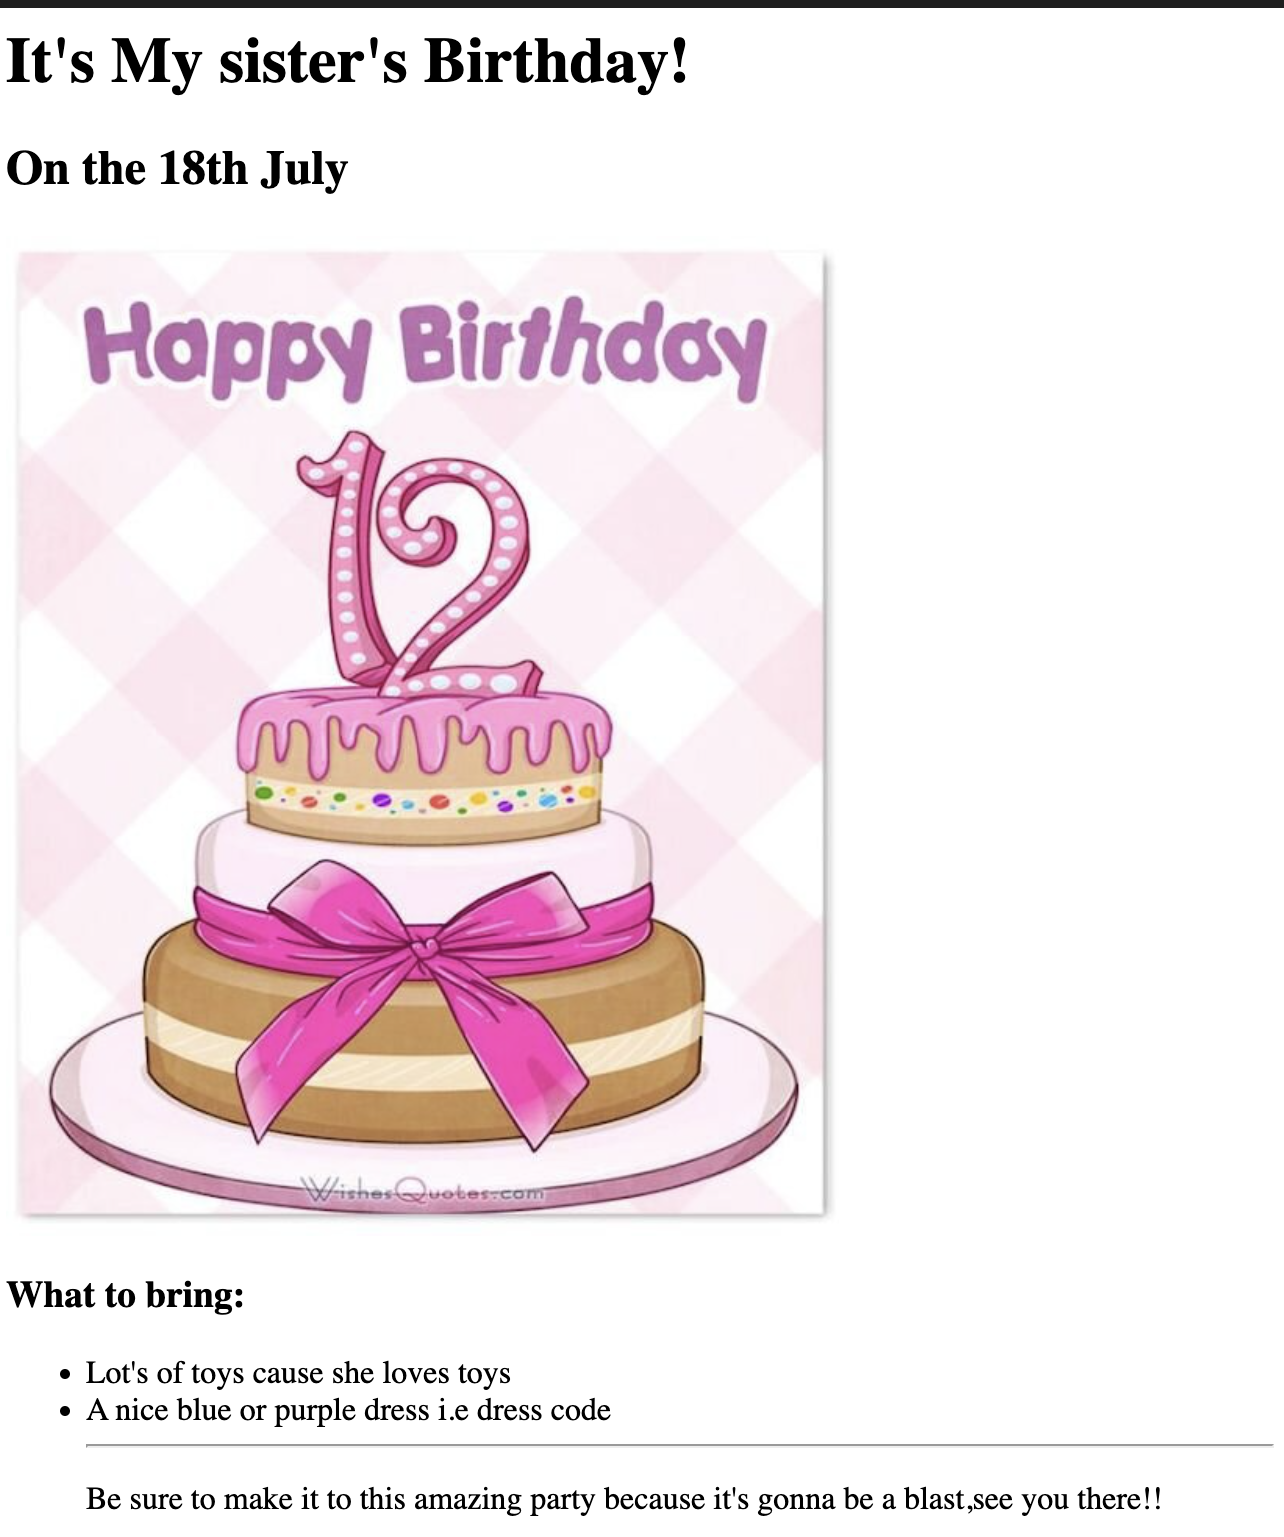 It's My sister's Birthday!
On the 18th July
Happy Birthday
12
WishesQuotes.com
What to bring:
Lot's of toys cause she loves toys
A nice blue or purple dress i.e dress code
Be sure to make it to this amazing party because it's gonna be a blast,see you there!!